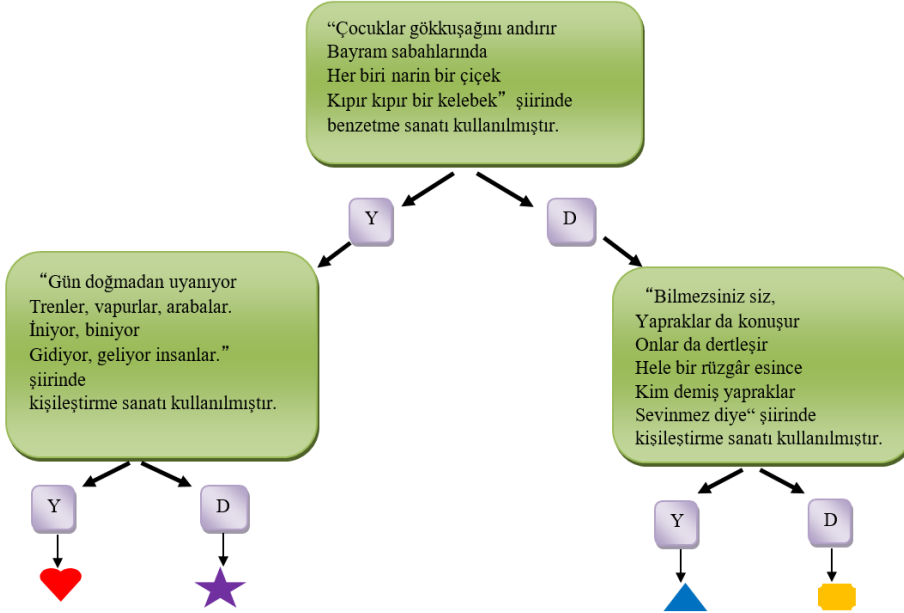 “Çocuklar gökkuşağını andırır
Bayram sabahlarında
Her biri narin bir çiçek
Kıpır kıpır bir kelebek” şiirinde
benzetme sanatı kullanılmıştır.
Y
D
“Gün doğmadan uyanıyor
Trenler, vapurlar, arabalar.
İniyor, biniyor
Gidiyor, geliyor insanlar.”
şiirinde
kişileştirme sanatı kullanılmıştır.
“Bilmezsiniz siz,
Yapraklar da konuşur
Onlar da dertleşir
Hele bir rüzgâr esince
Kim demiş yapraklar
Sevinmez diye“ şiirinde
kişileştirme sanatı kullanılmıştır.
Y
D
Y
D